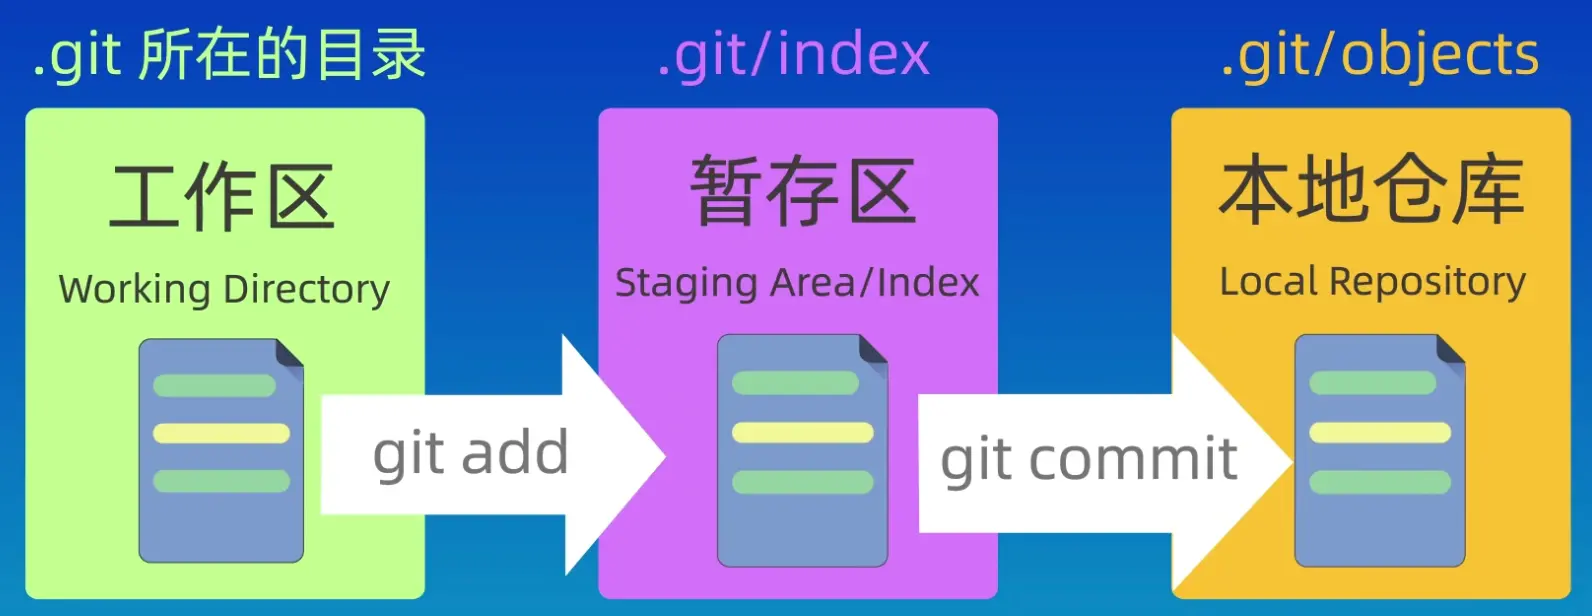 .git 所在的目录
.git/index
.git/objects
工作区
暂存区
本地仓库
Working Directory
Staging Area/Index
Local Repository
git add
git commit